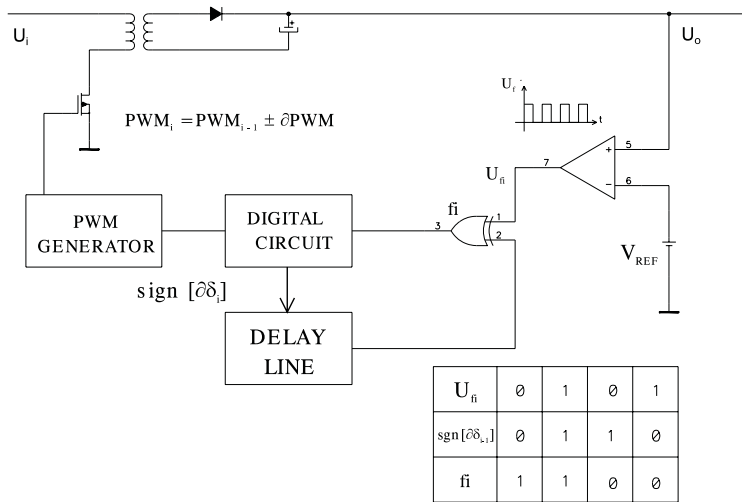 Ui
Uo
Uf
t
PWMi = PWMi-1 ± ∂PWM
+
5
7
−
6
Ufi
fi
1
3
2
VREF
PWM
GENERATOR
DIGITAL
CIRCUIT
sign [∂δi]
DELAY
LINE
Ufi 0 1 0 1
sgn[∂δi-1] 0 1 1 0
fi 1 1 0 0